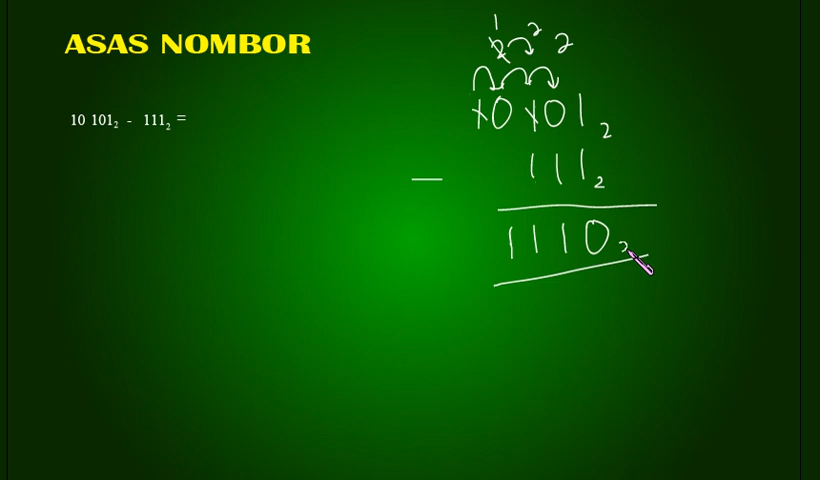 ASAS NOMBOR
10 101₂ - 111₂ =
1 2
2 2
10101₂
— 111₂
1110₂